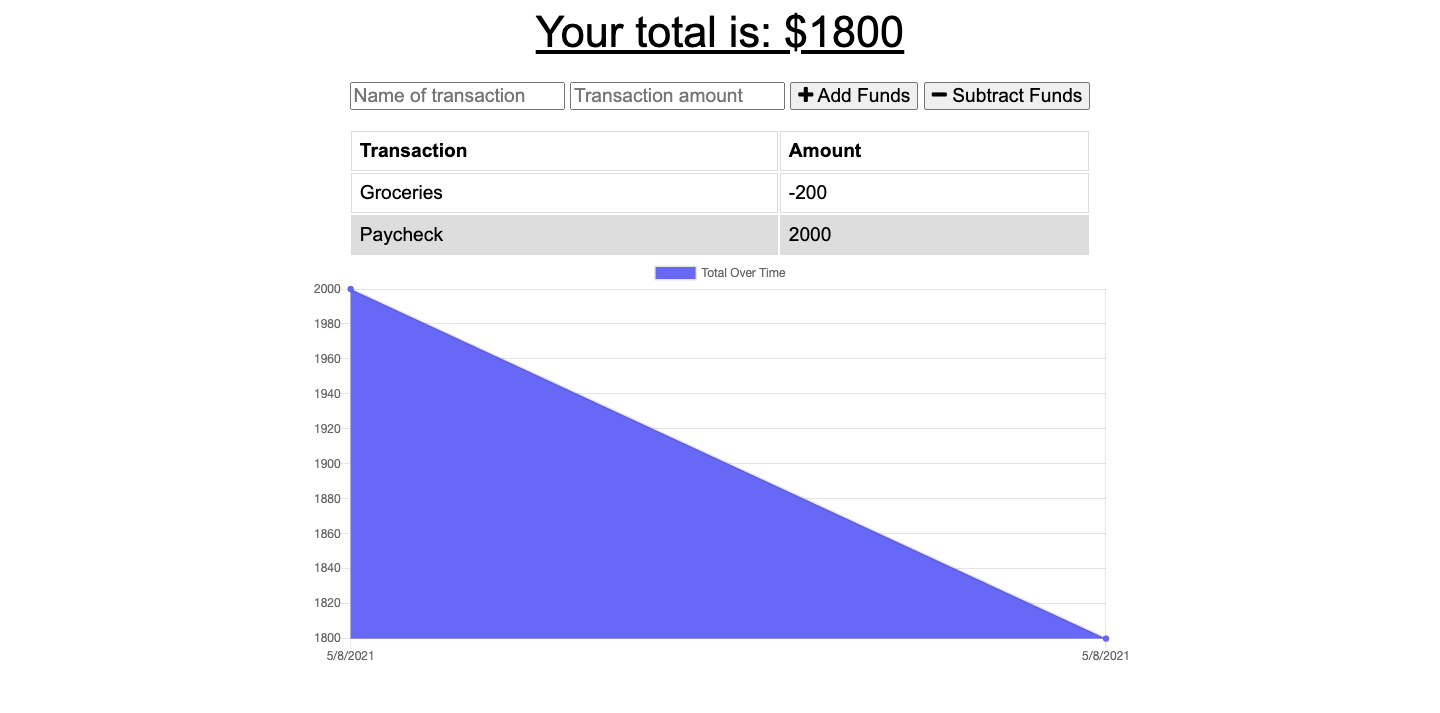 Your total is: $1800
Name of transaction Transaction amount Add Funds Subtract Funds
Transaction Amount
Groceries -200
Paycheck 2000
Total Over Time
2000
1980
1960
1940
1920
1900
1880
1860
1840
1820
1800
5/8/2021 5/8/2021